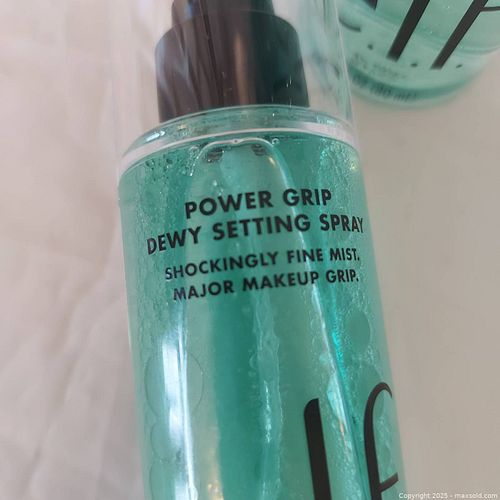 POWER GRIP
DEWY SETTING SPRAY
SHOCKINGLY FINE MIST.
MAJOR MAKEUP GRIP.
Copyright 2025 - maxsold.com